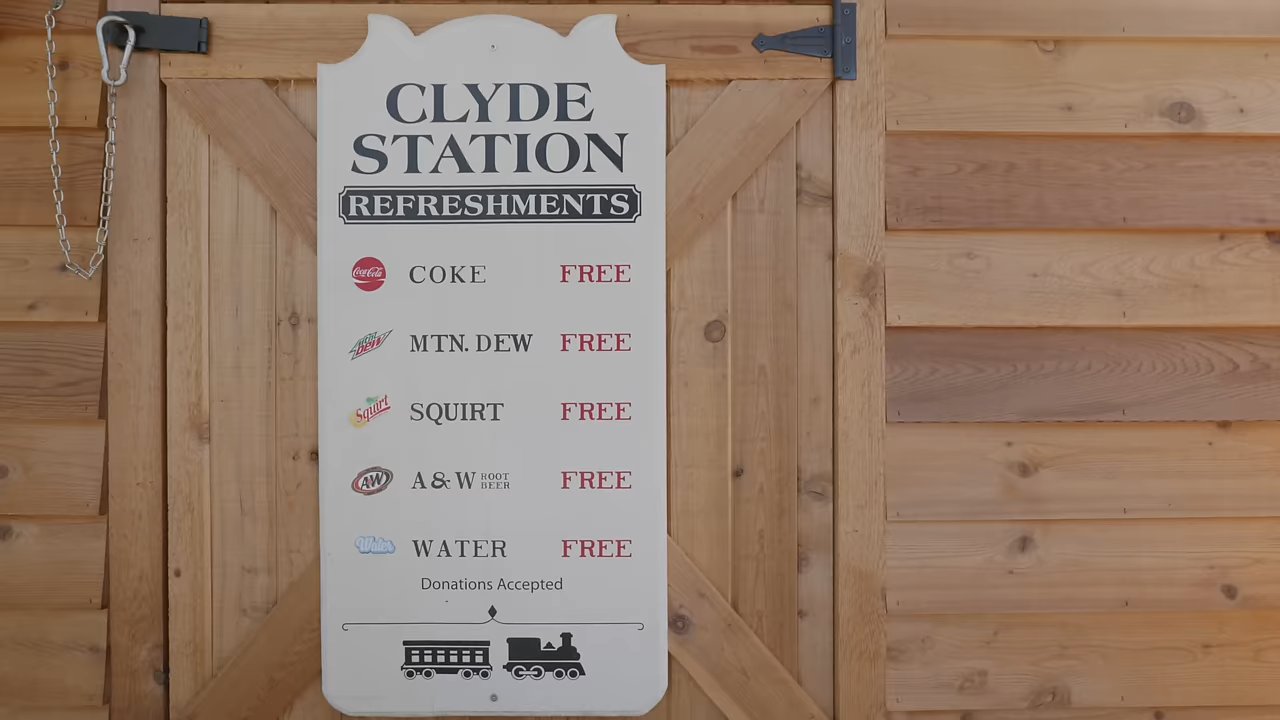 CLYDE
STATION
REFRESHMENTS
Coca-Cola COKE FREE
Mtn Dew MTN. DEW FREE
Squirt SQUIRT FREE
A&W A&W ROOT BEER FREE
Water WATER FREE
Donations Accepted